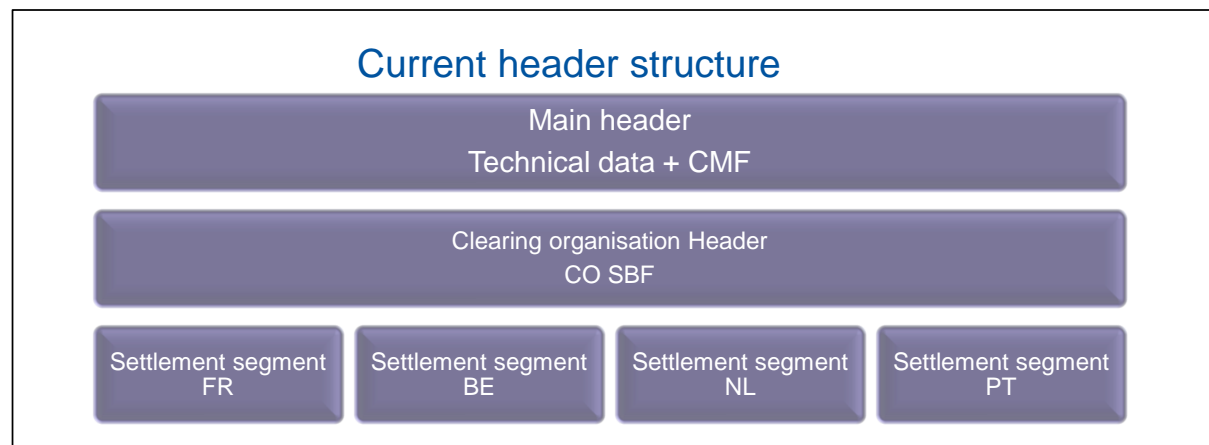 Current header structure
Main header
Technical data + CMF
Clearing organisation Header
CO SBF
Settlement segment
FR
Settlement segment
BE
Settlement segment
NL
Settlement segment
PT